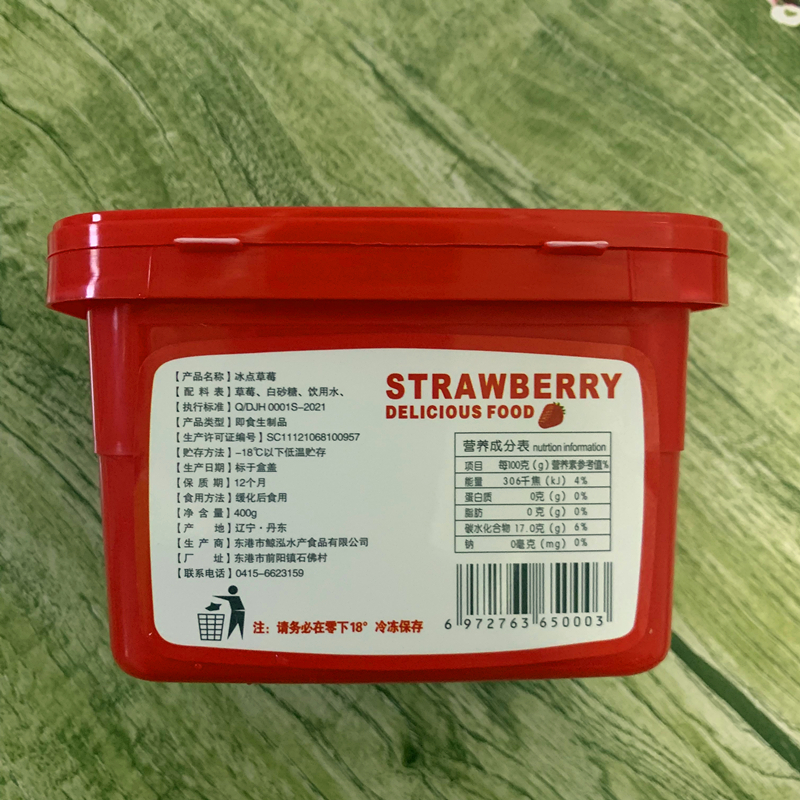 【产品名称】冰点草莓
【配 料 表】草莓、白砂糖、饮用水、
【执行标准】Q/DJH 0001S-2021
【产品类型】即食生制品
【生产许可证编号】SC11121068100957
【贮存方法】-18℃以下低温贮存
【生产日期】标于盒盖
【保 质 期】12个月
【食用方法】缓化后食用
【净 含 量】400g
【产 地】辽宁·丹东
【生 产 商】东港市鲸泓水产食品有限公司
【厂 址】东港市前阳镇石佛村
【联系电话】0415-6623159
注：请务必在零下18° 冷冻保存
STRAWBERRY
DELICIOUS FOOD
营养成分表 nutrtion information
项目 每100克(g) 营养素参考值%
能量 306千焦(kJ) 4%
蛋白质 0克(g) 0%
脂肪 0克(g) 0%
碳水化合物 17.0克(g) 6%
钠 0毫克(mg) 0%
6 972763 650003